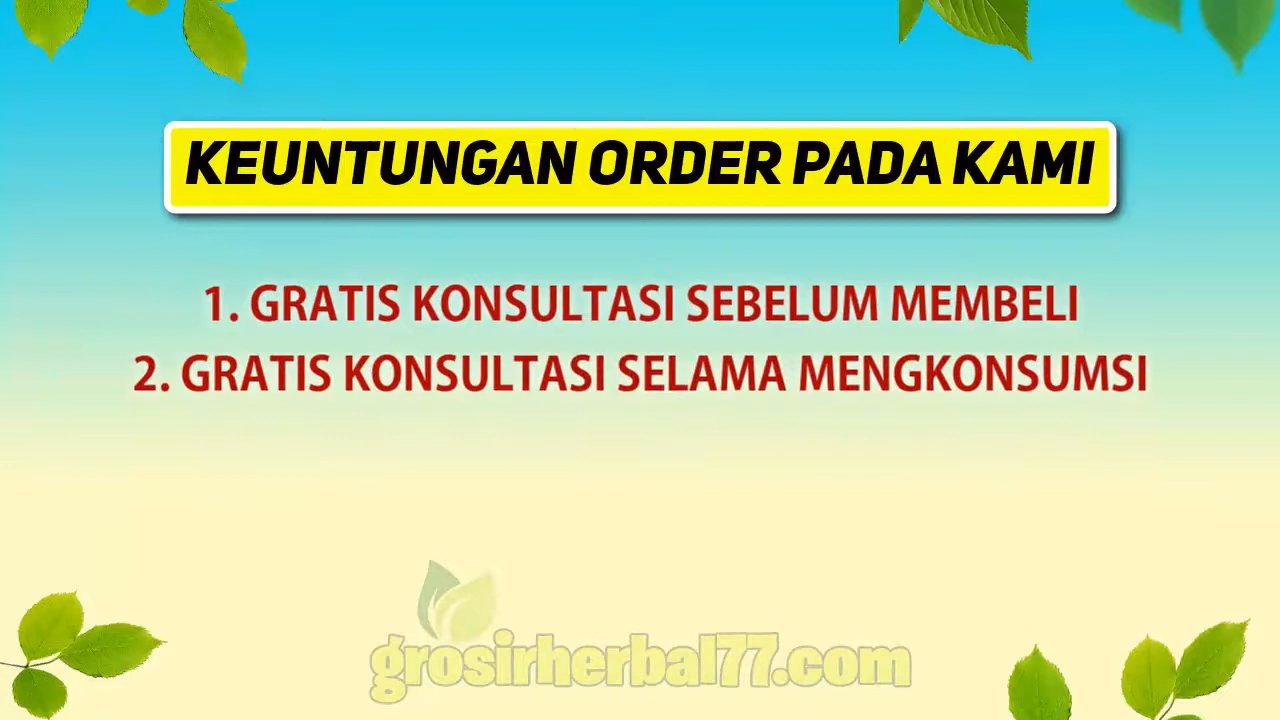 KEUNTUNGAN ORDER PADA KAMI
1. GRATIS KONSULTASI SEBELUM MEMBELI
2. GRATIS KONSULTASI SELAMA MENGKONSUMSI
grosirherbal77.com